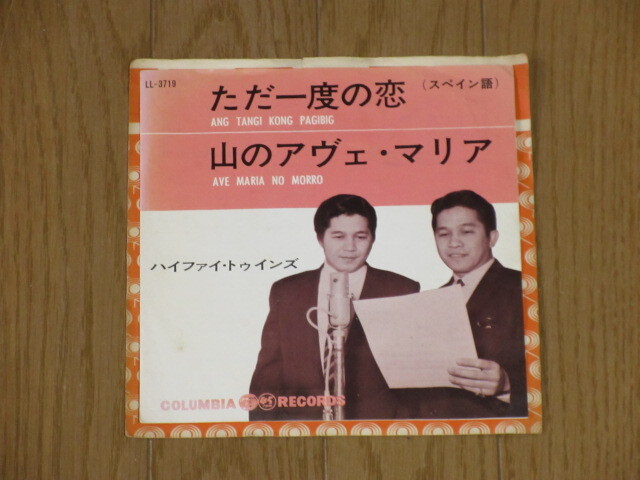 LL-3719
ただ一度の恋 (スペイン語)
ANG TANGI KONG PAGIBIG
山のアヴェ・マリア
AVE MARIA NO MORRO
ハイファイ・トゥインズ
COLUMBIA RECORDS